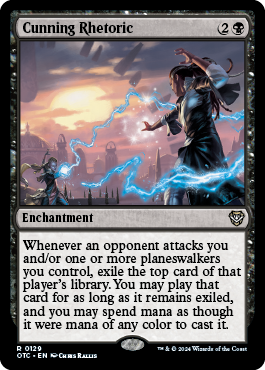 Cunning Rhetoric 2
Enchantment
Whenever an opponent attacks you
and/or one or more planeswalkers
you control, exile the top card of that
player's library. You may play that
card for as long as it remains exiled,
and you may spend mana as though
it were mana of any color to cast it.
R 0129
OTC • EN Chris Rallis
™ & © 2024 Wizards of the Coast